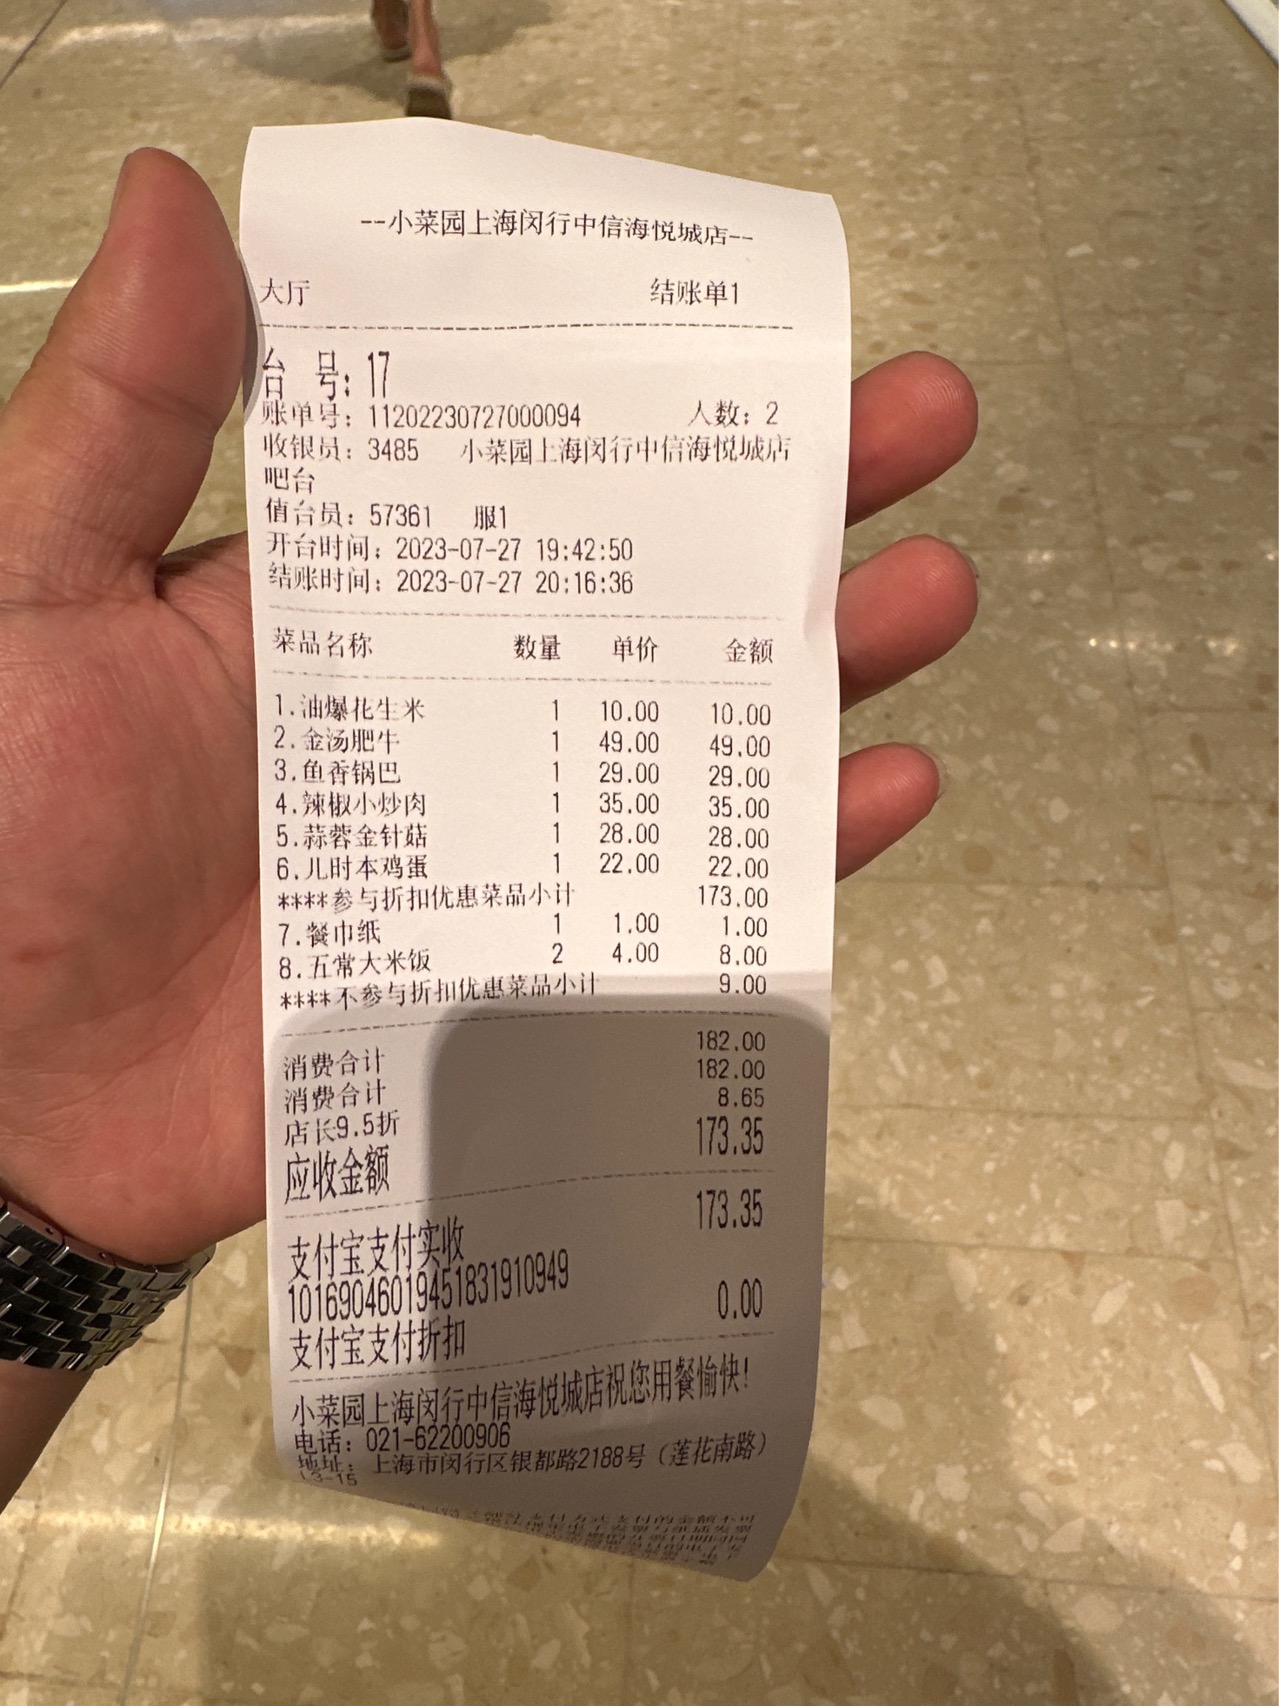 --小菜园上海闵行中信海悦城店--
大厅 结账单1
台 号: 17
账单号: 11202230727000094 人数: 2
收银员: 3485 小菜园上海闵行中信海悦城店
吧台
值台员: 57361 服1
开台时间: 2023-07-27 19:42:50
结账时间: 2023-07-27 20:16:36
菜品名称 数量 单价 金额
1.油爆花生米 1 10.00 10.00
2.金汤肥牛 1 49.00 49.00
3.鱼香锅巴 1 29.00 29.00
4.辣椒小炒肉 1 35.00 35.00
5.蒜蓉金针菇 1 28.00 28.00
6.儿时本鸡蛋 1 22.00 22.00
****参与折扣优惠菜品小计 173.00
7.餐巾纸 1 1.00 1.00
8.五常大米饭 2 4.00 8.00
****不参与折扣优惠菜品小计 9.00
消费合计 182.00
消费合计 182.00
店长9.5折 8.65
应收金额 173.35
支付宝支付实收 173.35
101690460194518319​10949
支付宝支付折扣 0.00
小菜园上海闵行中信海悦城店祝您用餐愉快!
电话: 021-62200906
地址: 上海市闵行区银都路2188号(莲花南路)
L3-15